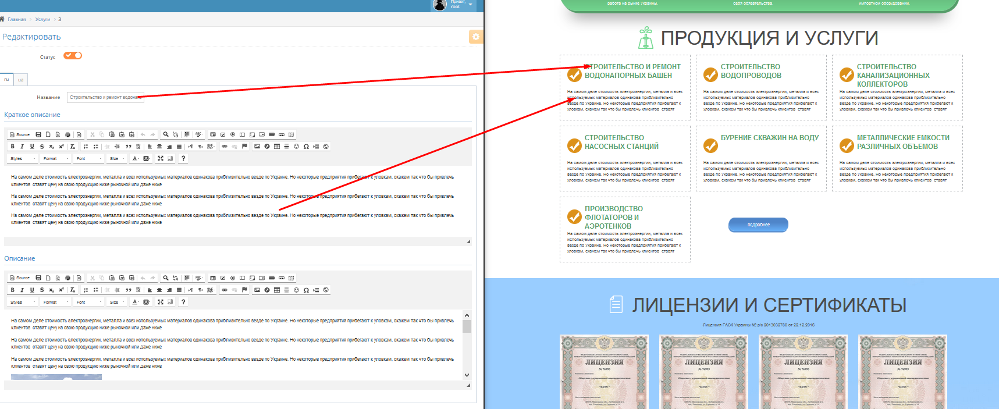 Привет,
root
Главная
Услуги
3
Редактировать
Статус
ru
ua
Название
Строительство и ремонт водона
Краткое описание
Source
Styles
Format
Font
Size
На самом деле стоимость электроэнергии, металла и всех используемых материалов одинакова приблизительно везде по Украине. Но некоторые предприятия прибегают к уловкам, скажем так что бы привлечь
клиентов ставят цену на свою продукцию ниже рыночной или даже ниже
На самом деле стоимость электроэнергии, металла и всех используемых материалов одинакова приблизительно везде по Украине. Но некоторые предприятия прибегают к уловкам, скажем так что бы привлечь
клиентов ставят цену на свою продукцию ниже рыночной или даже ниже
На самом деле стоимость электроэнергии, металла и всех используемых материалов одинакова приблизительно везде по Украине. Но некоторые предприятия прибегают к уловкам, скажем так что бы привлечь
клиентов ставят цену на свою продукцию ниже рыночной или даже ниже
Описание
Source
Styles
Format
Font
Size
На самом деле стоимость электроэнергии, металла и всех используемых материалов одинакова приблизительно везде по Украине. Но некоторые предприятия прибегают к уловкам, скажем так что бы привлечь
клиентов ставят цену на свою продукцию ниже рыночной или даже ниже
На самом деле стоимость электроэнергии, металла и всех используемых материалов одинакова приблизительно везде по Украине. Но некоторые предприятия прибегают к уловкам, скажем так что бы привлечь
клиентов ставят цену на свою продукцию ниже рыночной или даже ниже
На самом деле стоимость электроэнергии, металла и всех используемых материалов одинакова приблизительно везде по Украине. Но некоторые предприятия прибегают к уловкам, скажем так что бы привлечь
клиентов ставят цену на свою продукцию ниже рыночной или даже ниже
работа на рынке Украины.
себя обязательства.
импортном оборудовании.
ПРОДУКЦИЯ И УСЛУГИ
СТРОИТЕЛЬСТВО И РЕМОНТ
ВОДОНАПОРНЫХ БАШЕН
На самом деле стоимость электроэнергии, металла и всех
используемых материалов одинакова приблизительно
везде по Украине. Но некоторые предприятия прибегают к
уловкам, скажем так что бы привлечь клиентов ставят
СТРОИТЕЛЬСТВО
ВОДОПРОВОДОВ
На самом деле стоимость электроэнергии, металла и всех
используемых материалов одинакова приблизительно
везде по Украине. Но некоторые предприятия прибегают к
уловкам, скажем так что бы привлечь клиентов ставят
СТРОИТЕЛЬСТВО
КАНАЛИЗАЦИОННЫХ
КОЛЛЕКТОРОВ
На самом деле стоимость электроэнергии, металла и всех
используемых материалов одинакова приблизительно
везде по Украине. Но некоторые предприятия прибегают к
уловкам, скажем так что бы привлечь клиентов ставят
СТРОИТЕЛЬСТВО
НАСОСНЫХ СТАНЦИЙ
На самом деле стоимость электроэнергии, металла и всех
используемых материалов одинакова приблизительно
везде по Украине. Но некоторые предприятия прибегают к
уловкам, скажем так что бы привлечь клиентов ставят
БУРЕНИЕ СКВАЖИН НА ВОДУ
На самом деле стоимость электроэнергии, металла и всех
используемых материалов одинакова приблизительно
везде по Украине. Но некоторые предприятия прибегают к
уловкам, скажем так что бы привлечь клиентов ставят
МЕТАЛЛИЧЕСКИЕ ЕМКОСТИ
РАЗЛИЧНЫХ ОБЪЕМОВ
На самом деле стоимость электроэнергии, металла и всех
используемых материалов одинакова приблизительно
везде по Украине. Но некоторые предприятия прибегают к
уловкам, скажем так что бы привлечь клиентов ставят
ПРОИЗВОДСТВО
ФЛОТАТОРОВ И
АЭРОТЕНКОВ
На самом деле стоимость электроэнергии, металла и всех
используемых материалов одинакова приблизительно
везде по Украине. Но некоторые предприятия прибегают к
уловкам, скажем так что бы привлечь клиентов ставят
подробнее
ЛИЦЕНЗИИ И СЕРТИФИКАТЫ
Лицензия ГАСК Украины № р/з 2013032780 от 22.12.2016
ЛИЦЕНЗИЯ
№ 76993
ЛИЦЕНЗИЯ
№ 76993
ЛИЦЕНЗИЯ
№ 76993
ЛИЦЕНЗИЯ
№ 76993